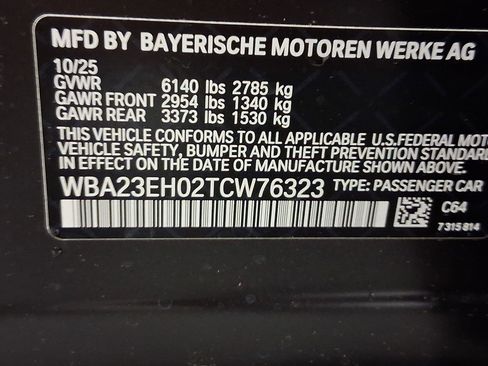 MFD BY BAYERISCHE MOTOREN WERKE AG
10/25
GVWR 6140 lbs 2785 kg
GAWR FRONT 2954 lbs 1340 kg
GAWR REAR 3373 lbs 1530 kg
THIS VEHICLE CONFORMS TO ALL APPLICABLE U.S.FEDERAL MOTOR
VEHICLE SAFETY, BUMPER AND THEFT PREVENTION STANDARDS
IN EFFECT ON THE DATE OF MANUFACTURE SHOWN ABOVE.
WBA23EH02TCW76323 TYPE: PASSENGER CAR
C64
7315814